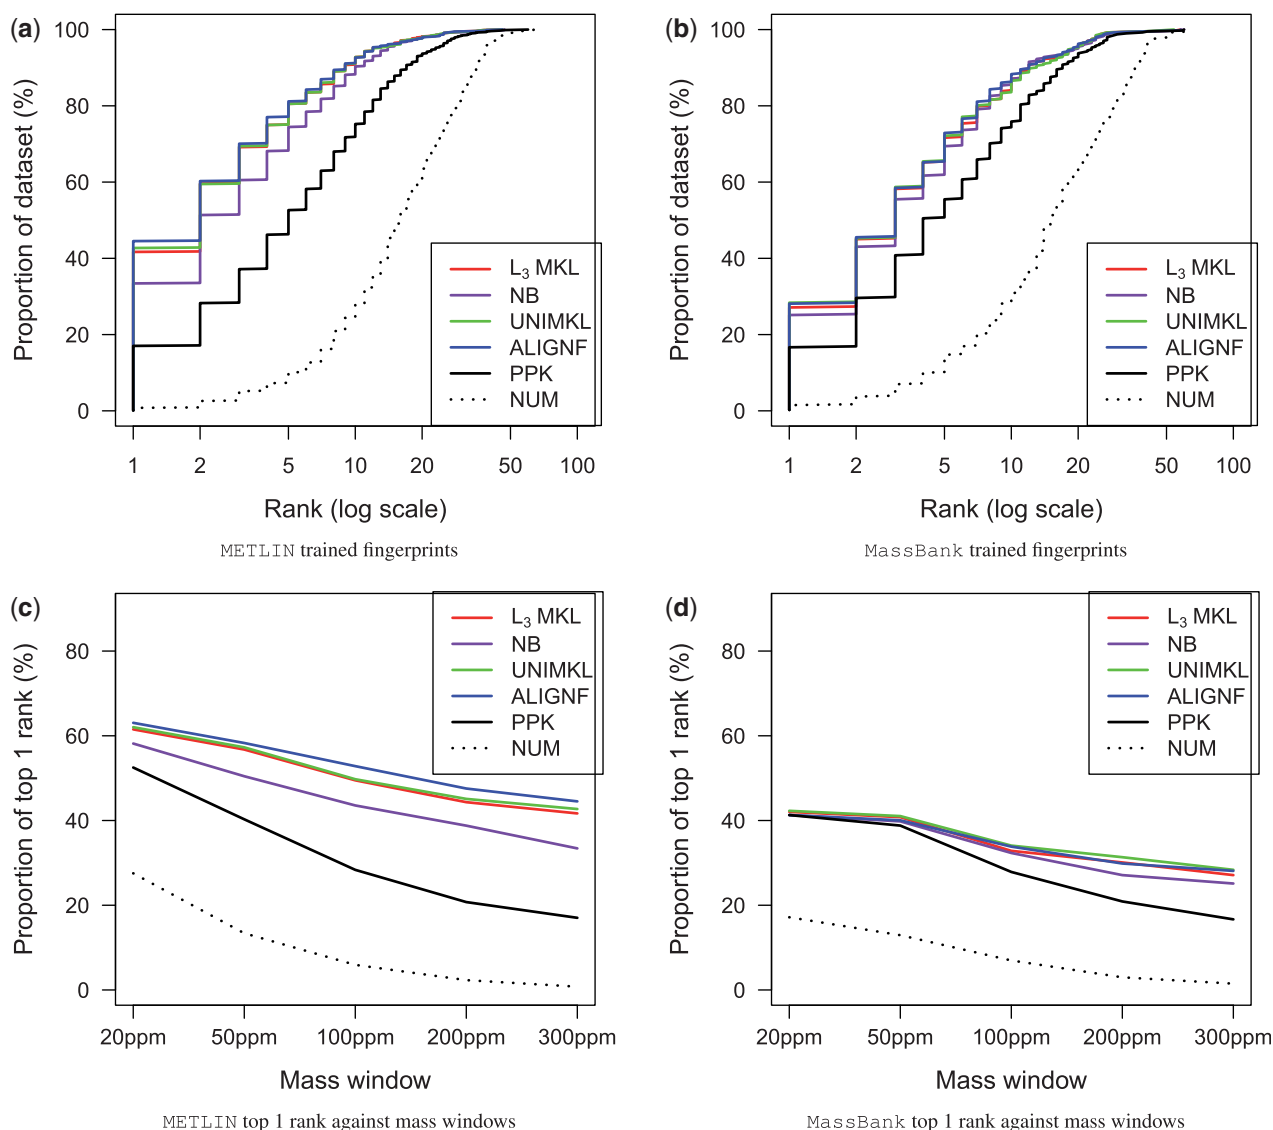 (a)
Proportion of dataset (%)
100
80
60
40
20
0
L3 MKL
NB
UNIMKL
ALIGNF
PPK
NUM
1 2 5 10 20 50 100
Rank (log scale)
METLIN trained fingerprints
(b)
Proportion of dataset (%)
100
80
60
40
20
0
L3 MKL
NB
UNIMKL
ALIGNF
PPK
NUM
1 2 5 10 20 50 100
Rank (log scale)
MassBank trained fingerprints
(c)
Proportion of top 1 rank (%)
80
60
40
20
0
L3 MKL
NB
UNIMKL
ALIGNF
PPK
NUM
20ppm 50ppm 100ppm 200ppm 300ppm
Mass window
METLIN top 1 rank against mass windows
(d)
Proportion of top 1 rank (%)
80
60
40
20
0
L3 MKL
NB
UNIMKL
ALIGNF
PPK
NUM
20ppm 50ppm 100ppm 200ppm 300ppm
Mass window
MassBank top 1 rank against mass windows